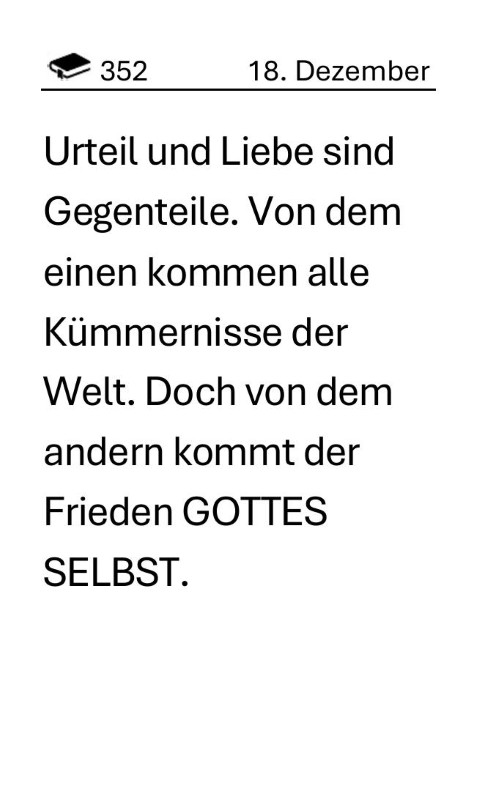 352 18. Dezember
Urteil und Liebe sind
Gegenteile. Von dem
einen kommen alle
Kümmernisse der
Welt. Doch von dem
andern kommt der
Frieden GOTTES
SELBST.